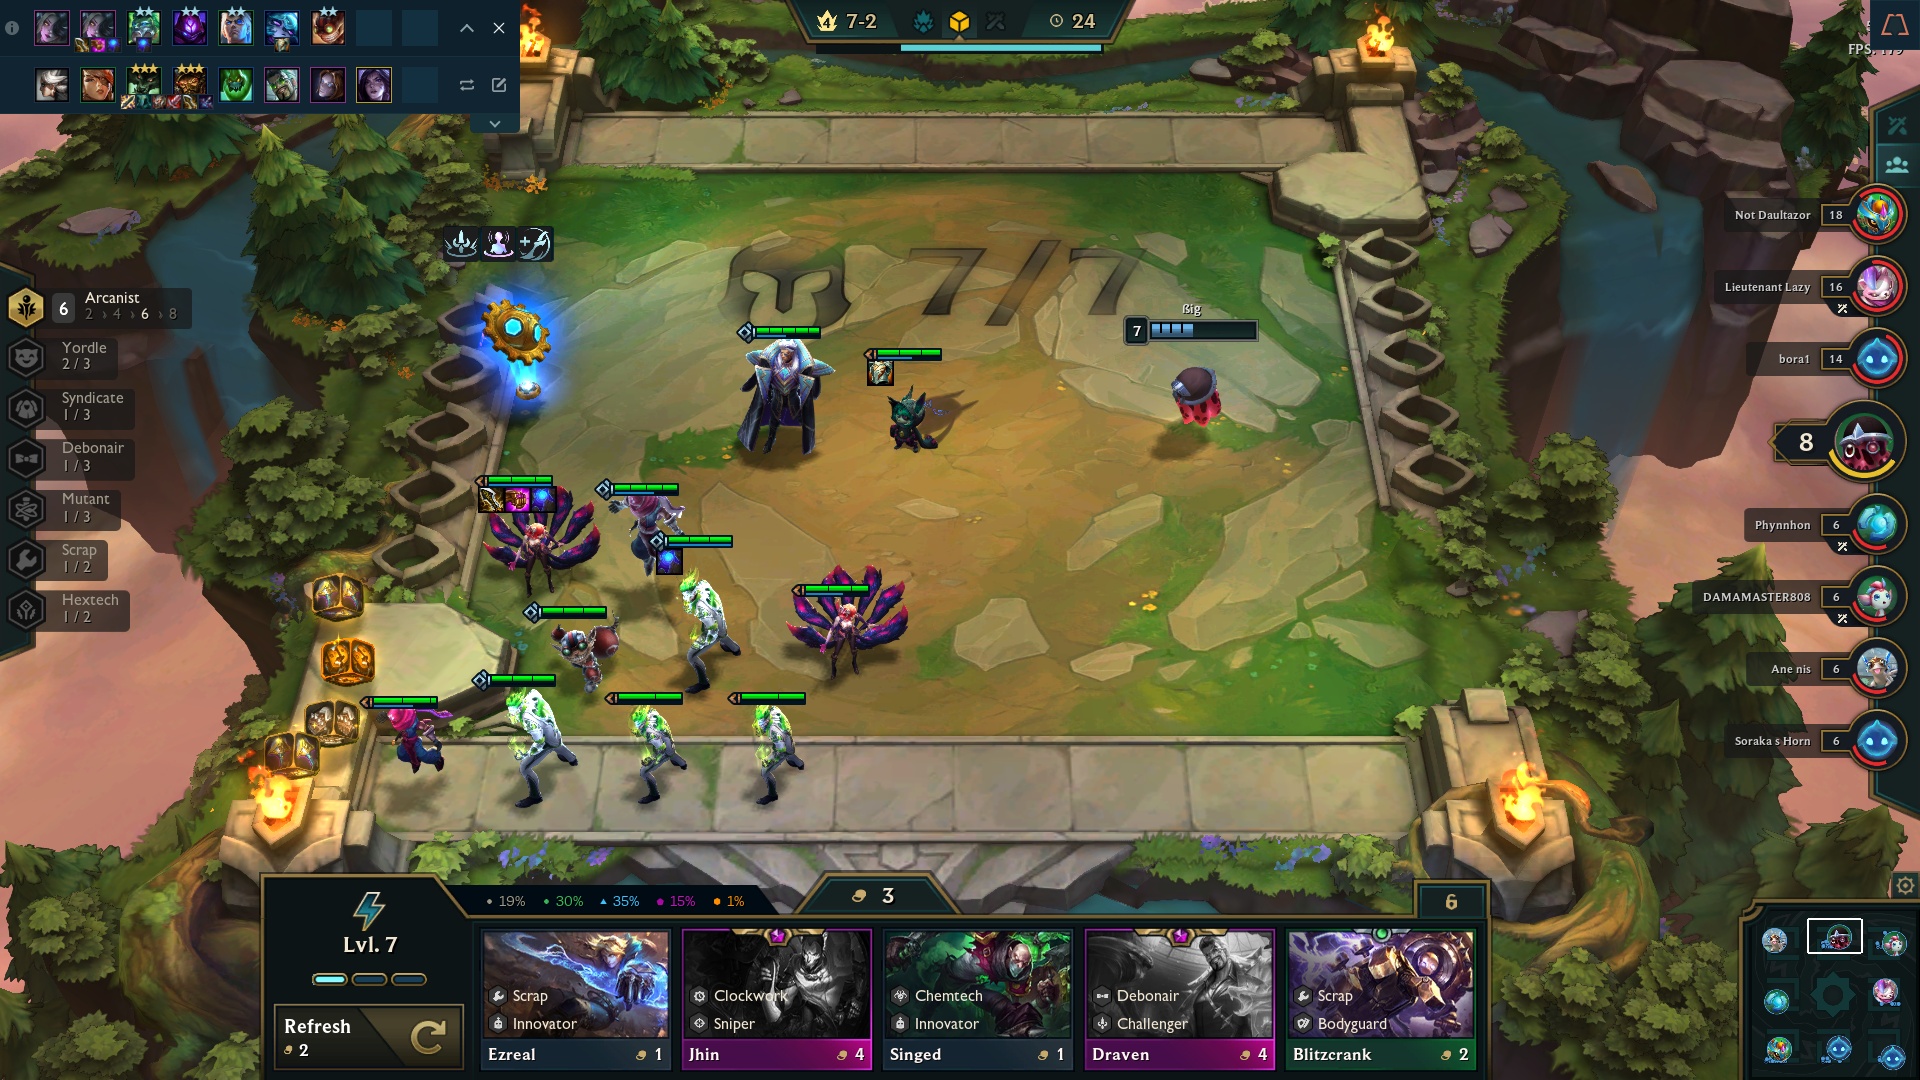 4 7-2 24
FPS:
7/7
ßig
7
6 Arcanist
2 › 4 › 6 › 8
Yordle
2 / 3
Syndicate
1 / 3
Debonair
1 / 3
Mutant
1 / 3
Scrap
1 / 2
Hextech
1 / 2
Not Daultazor 18
Lieutenant Lazy 16
bora1 14
8
Phynnhon 6
DAMAMASTER808 6
Ane nis 6
Soraka s Horn 6
19% 30% 35% 15% 1%
3
6
Lvl. 7
Refresh
2
Scrap
Innovator
Ezreal 1
Clockwork
Sniper
Jhin 4
Chemtech
Innovator
Singed 1
Debonair
Challenger
Draven 4
Scrap
Bodyguard
Blitzcrank 2